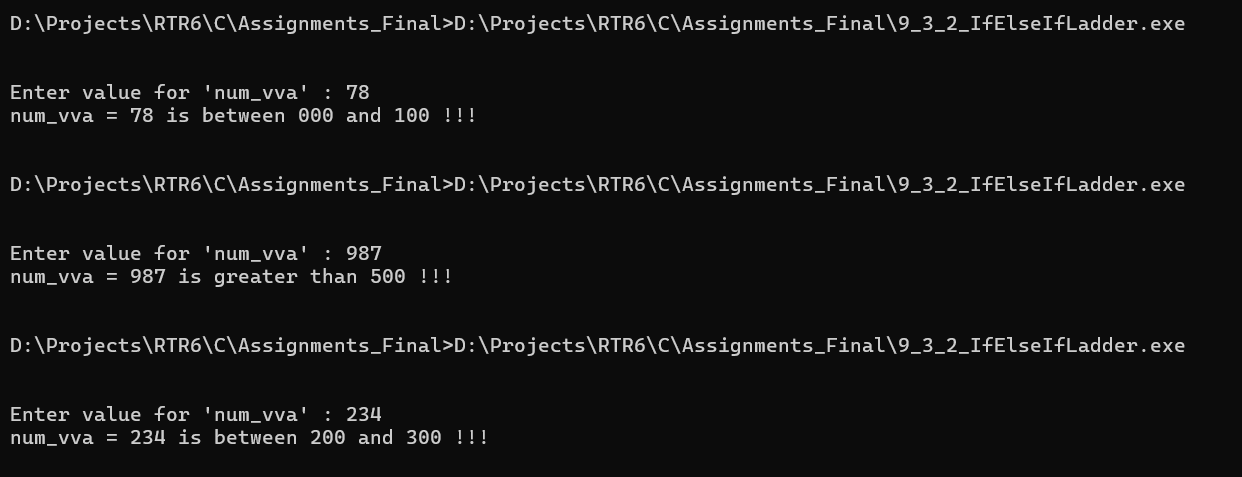 D:\Projects\RTR6\C\Assignments_Final>D:\Projects\RTR6\C\Assignments_Final\9_3_2_IfElseIfLadder.exe
Enter value for 'num_vva' : 78
num_vva = 78 is between 000 and 100 !!!
D:\Projects\RTR6\C\Assignments_Final>D:\Projects\RTR6\C\Assignments_Final\9_3_2_IfElseIfLadder.exe
Enter value for 'num_vva' : 987
num_vva = 987 is greater than 500 !!!
D:\Projects\RTR6\C\Assignments_Final>D:\Projects\RTR6\C\Assignments_Final\9_3_2_IfElseIfLadder.exe
Enter value for 'num_vva' : 234
num_vva = 234 is between 200 and 300 !!!